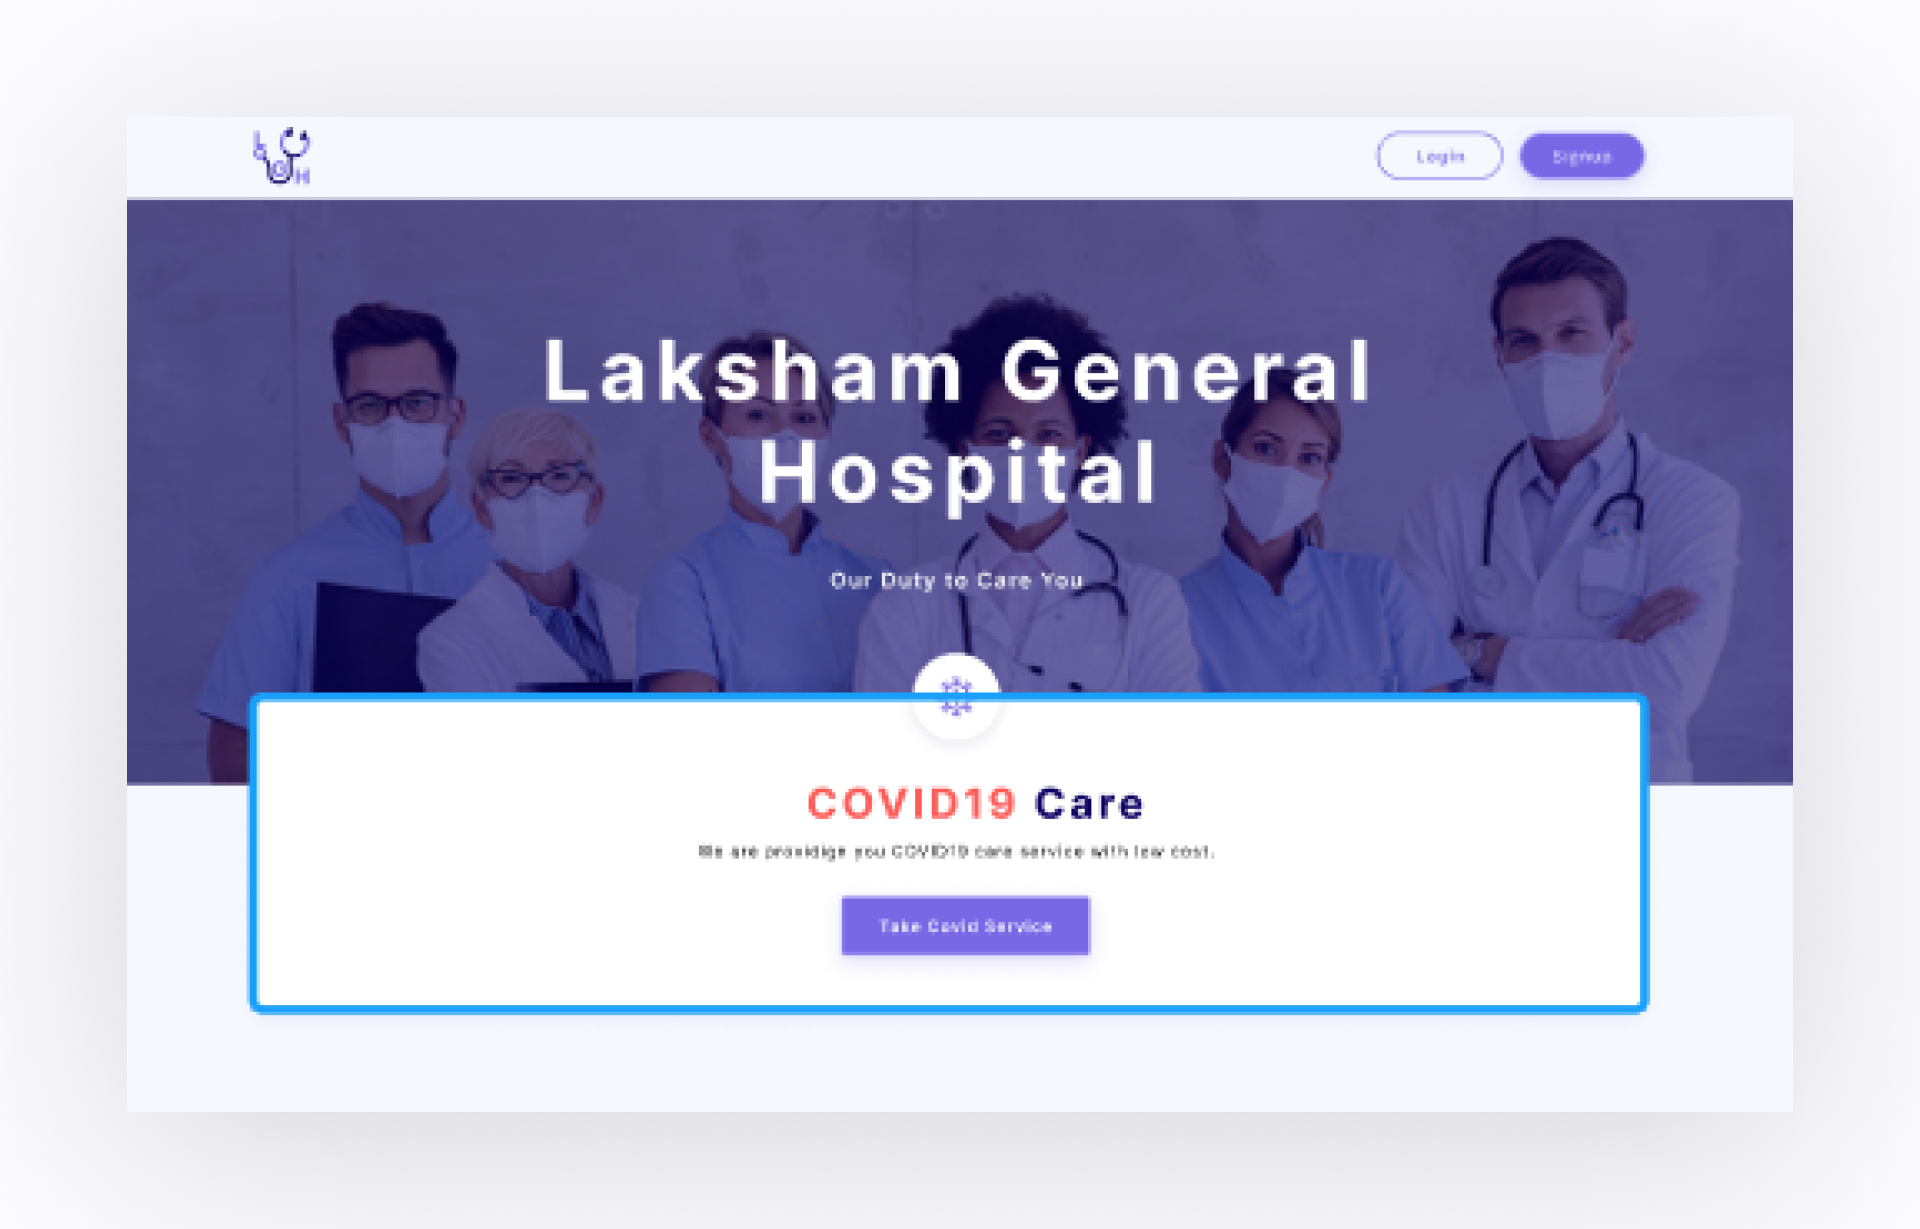 Login
Signup
Laksham General
Hospital
Our Duty to Care You
COVID19 Care
We are providige you COVID19 care service with low cost.
Take Covid Service